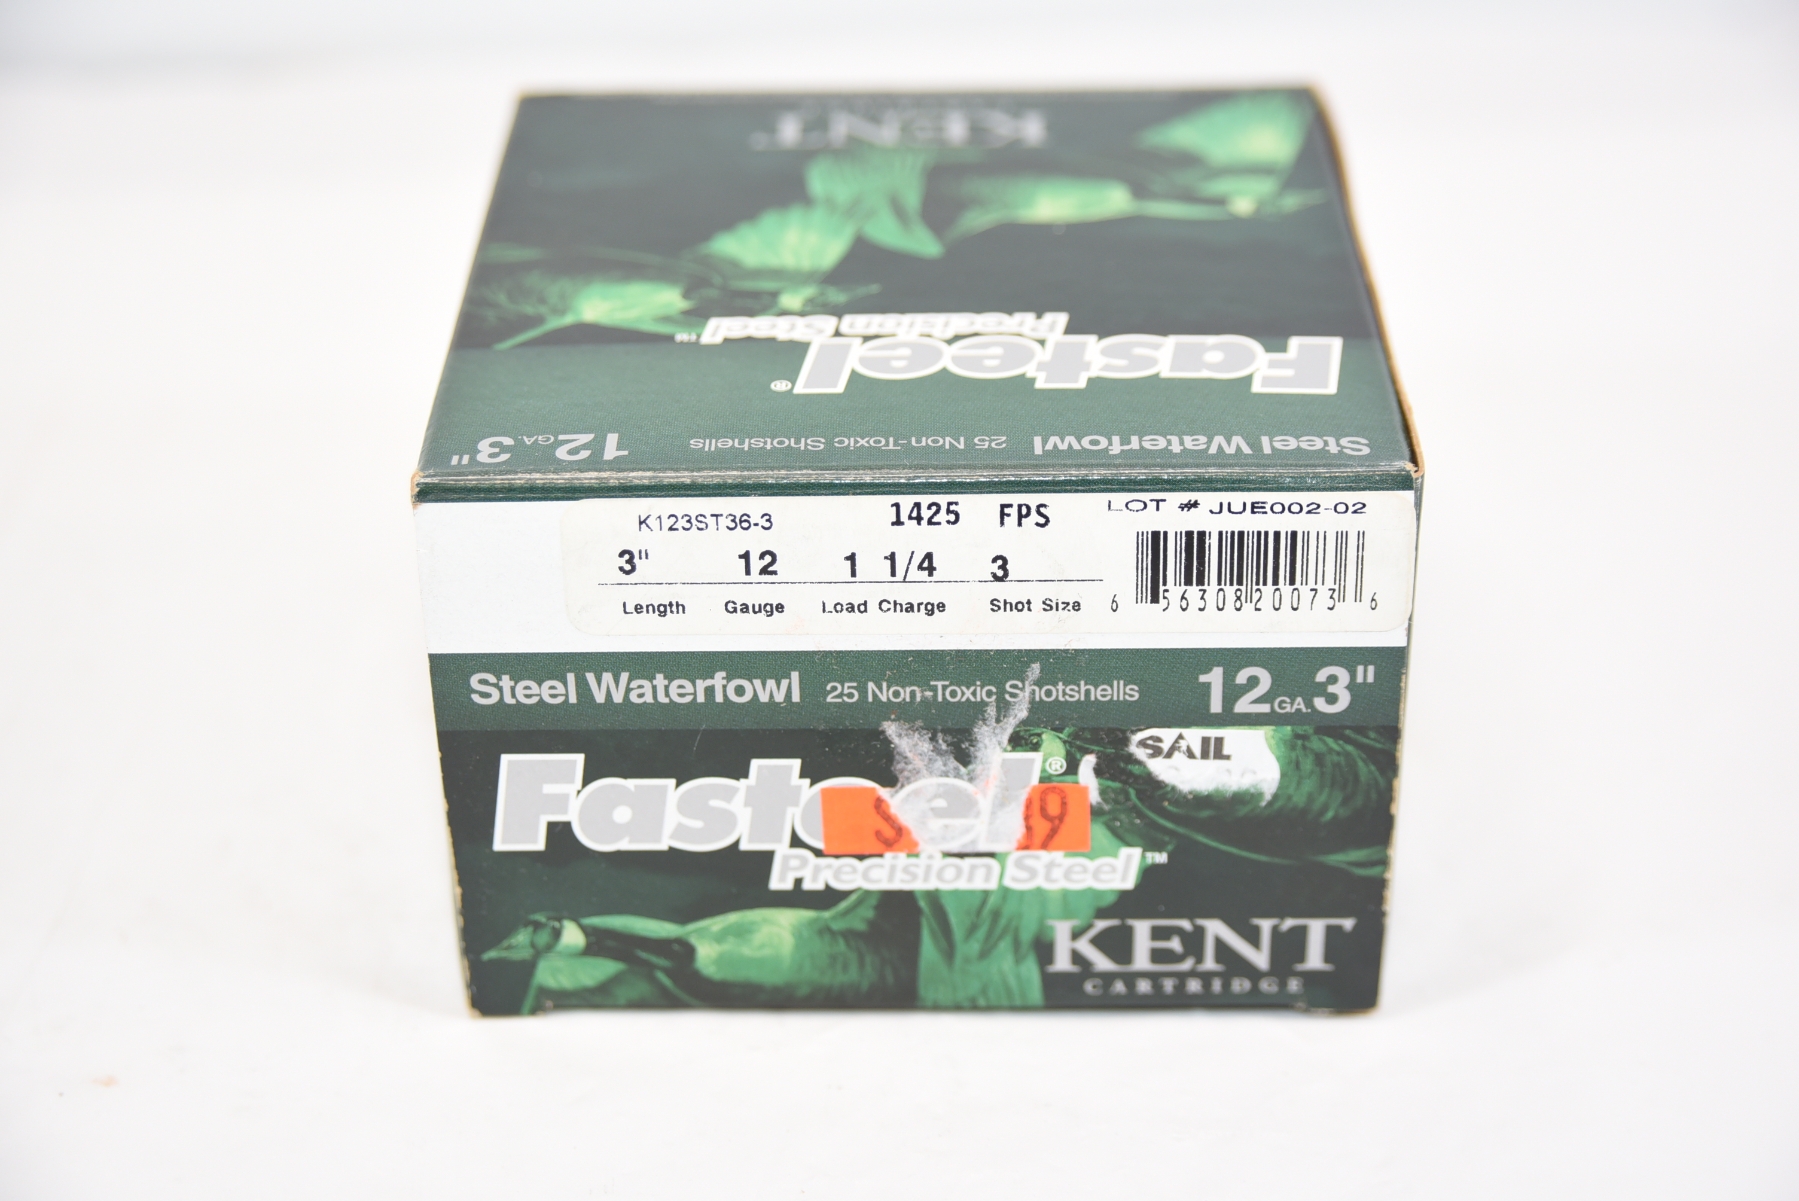 KENT
Fasteel®
Precision Steel™
Steel Waterfowl 25 Non-Toxic Shotshells 12GA.3"
K123ST36-3 1425 FPS LOT # JUE002-02
3" 12 1 1/4 3
Length Gauge Load Charge Shot Size
6 56308 20073 6
Steel Waterfowl 25 Non-Toxic Shotshells 12GA.3"
SAIL
Fasteel®
S 39
Precision Steel™
KENT
CARTRIDGE